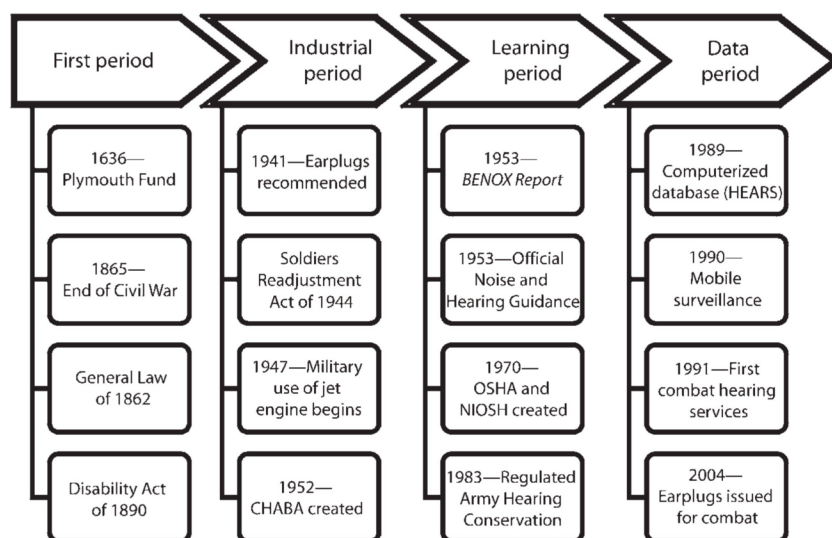 First period
1636—
Plymouth Fund
1865—
End of Civil War
General Law
of 1862
Disability Act
of 1890
Industrial
period
1941—Earplugs
recommended
Soldiers
Readjustment
Act of 1944
1947—Military
use of jet
engine begins
1952—
CHABA created
Learning
period
1953—
BENOX Report
1953—Official
Noise and
Hearing Guidance
1970—
OSHA and
NIOSH created
1983—Regulated
Army Hearing
Conservation
Data
period
1989—
Computerized
database (HEARS)
1990—
Mobile
surveillance
1991—First
combat hearing
services
2004—
Earplugs issued
for combat